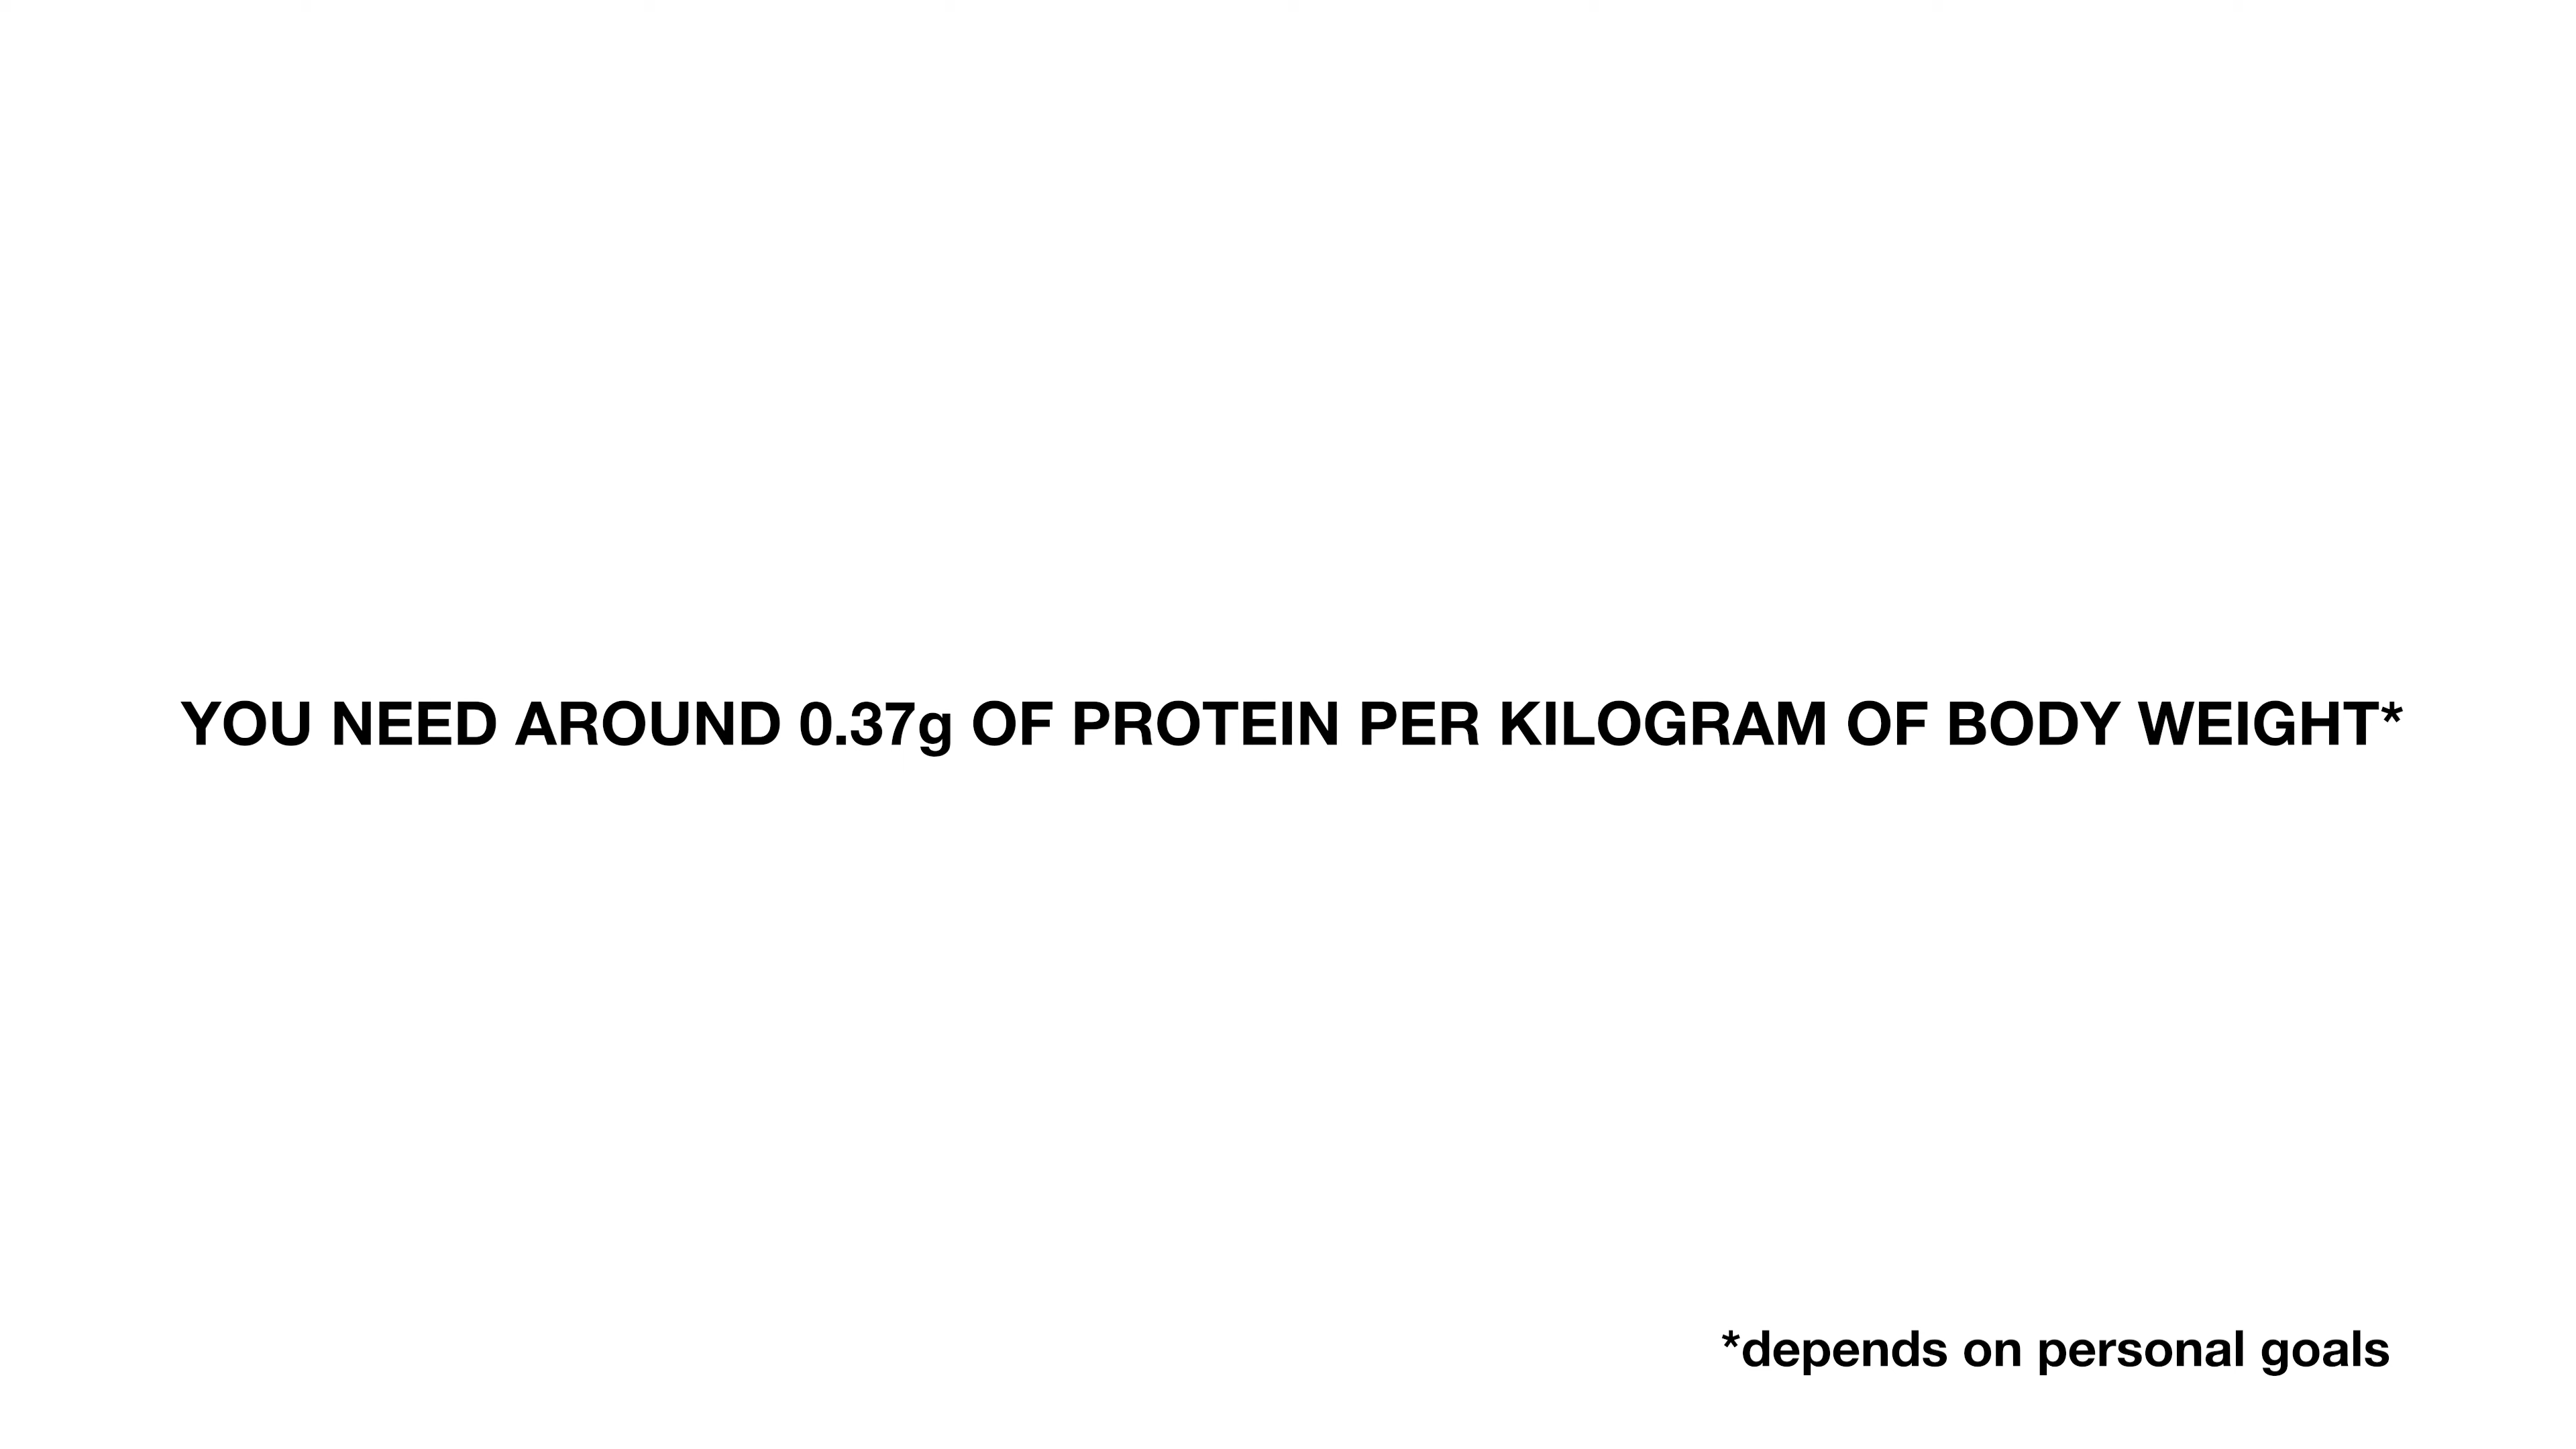 YOU NEED AROUND 0.37g OF PROTEIN PER KILOGRAM OF BODY WEIGHT*
*depends on personal goals